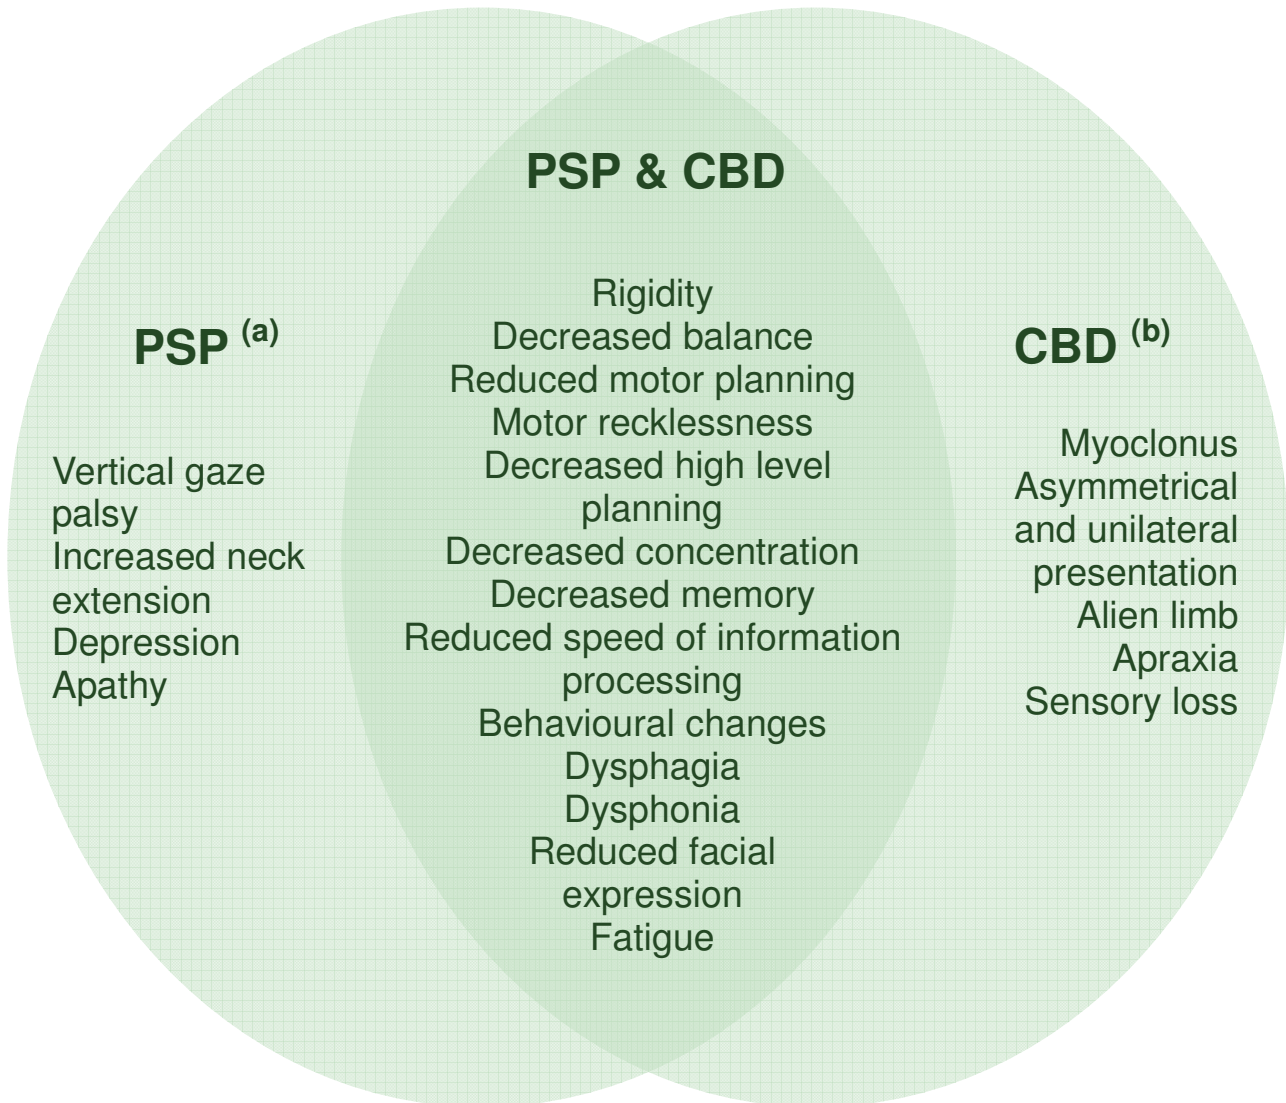 PSP & CBD
PSP (a)
Vertical gaze
palsy
Increased neck
extension
Depression
Apathy
Rigidity
Decreased balance
Reduced motor planning
Motor recklessness
Decreased high level
planning
Decreased concentration
Decreased memory
Reduced speed of information
processing
Behavioural changes
Dysphagia
Dysphonia
Reduced facial
expression
Fatigue
CBD (b)
Myoclonus
Asymmetrical
and unilateral
presentation
Alien limb
Apraxia
Sensory loss